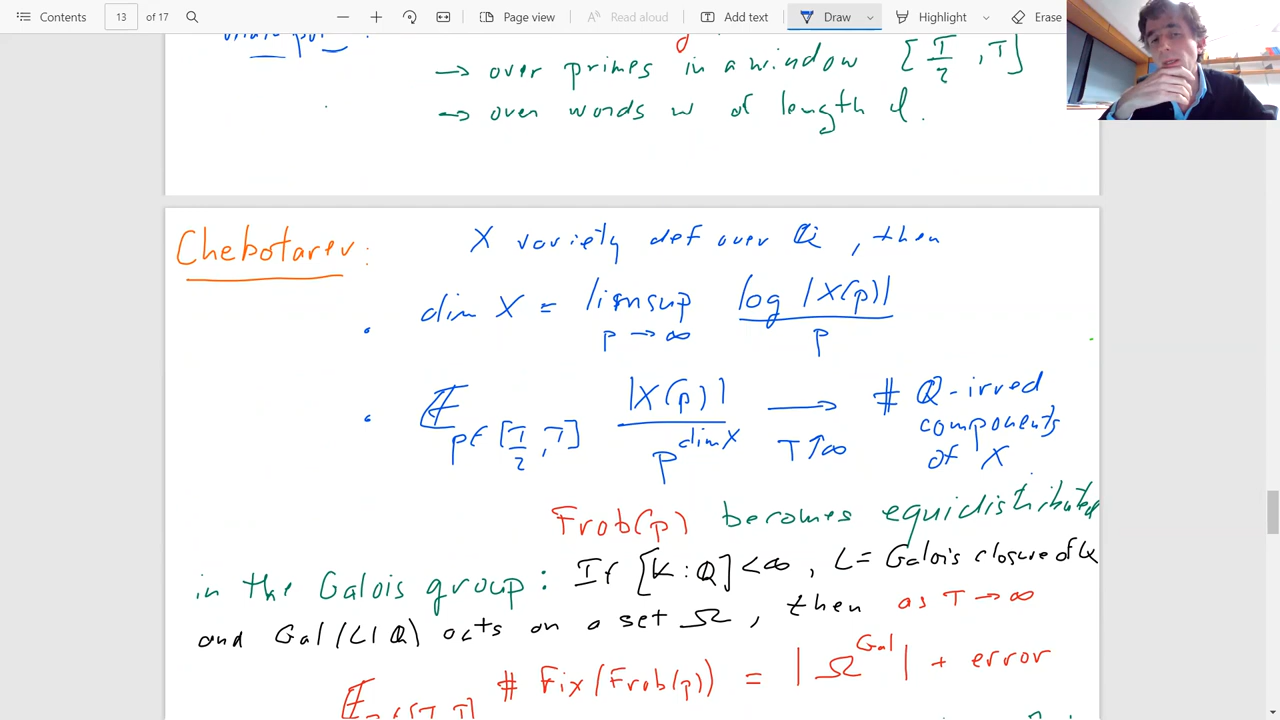 Contents 13 of 17 Page view Read aloud Add text Draw Highlight Erase
→ over primes in a window [T/2, T]
→ over words w of length l.
Chebotarev: X variety def over Q, then
• dim X = limsup p → ∞ log |X(p)| / p
• E p∈[T/2, T] |X(p)| / p^dim X → T↑∞ # Q-irred components of X
Frob(p) becomes equidistributed
in the Galois group: If [K:Q]<∞, L = Galois closure of K
and Gal(L|Q) acts on a set Ω, then as T → ∞
# Fix(Frob(p)) = |Ω^Gal| + error